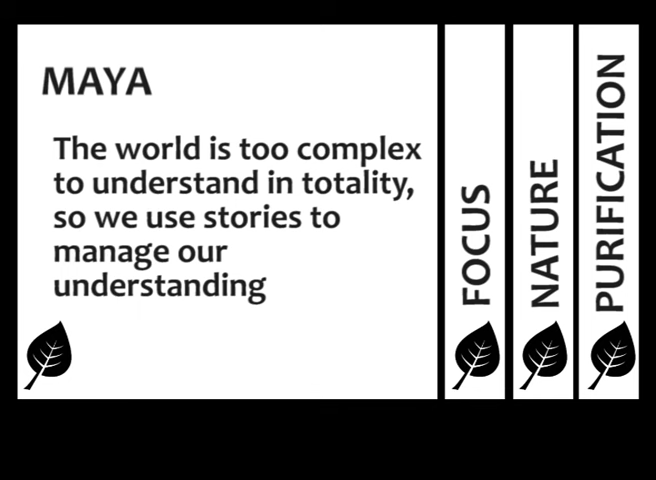 MAYA
The world is too complex
to understand in totality,
so we use stories to
manage our
understanding
FOCUS
NATURE
PURIFICATION